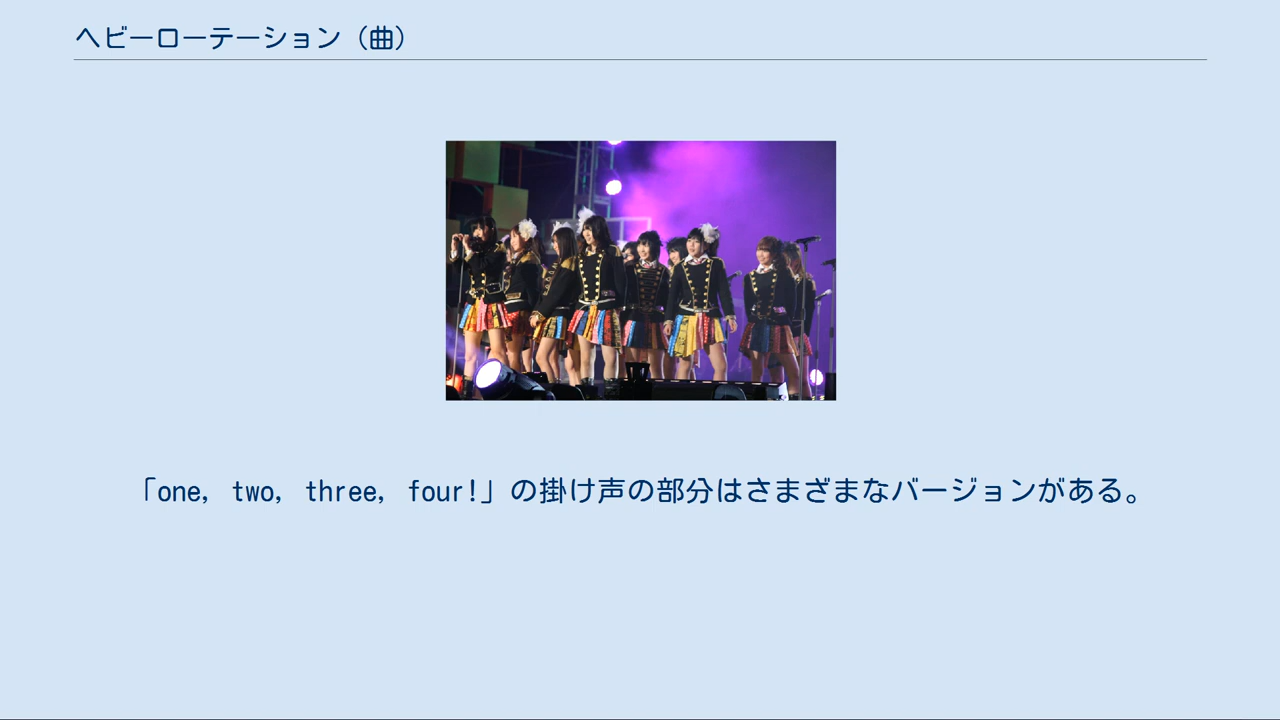 ヘビーローテーション（曲）
「one, two, three, four!」の掛け声の部分はさまざまなバージョンがある。